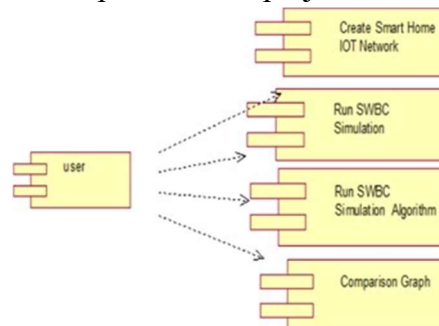 Create Smart Home
IOT Network
Run SWBC
Simulation
user
Run SWBC
Simulation Algorithm
Comparison Graph